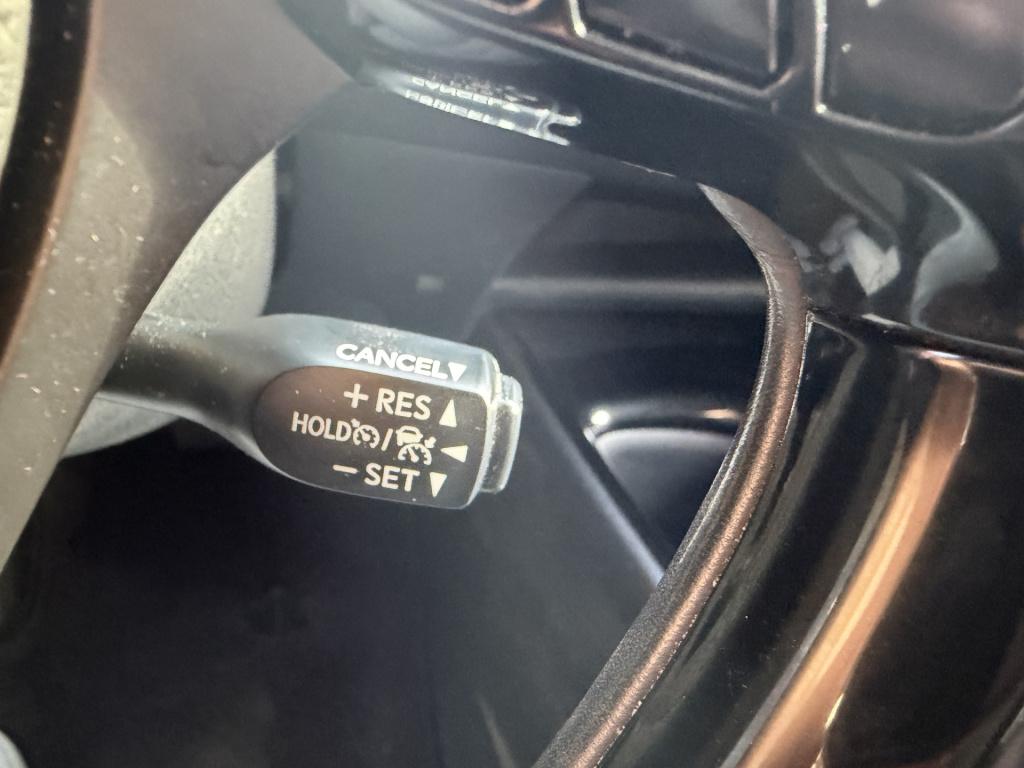 CANCEL▼
+ RES ▲
HOLD / ◀
− SET ▼